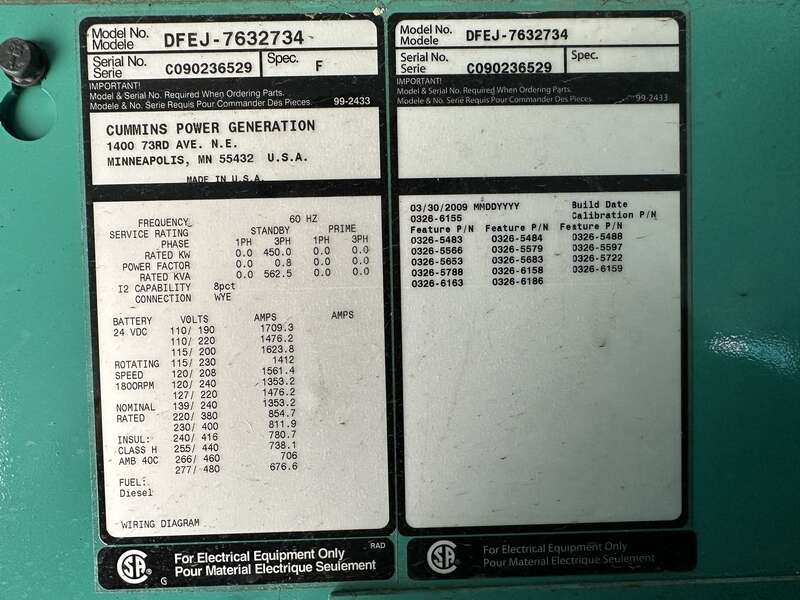 Model No.
Modele
DFEJ-7632734
Serial No.
Serie
C090236529
Spec.
F
IMPORTANT!
Model & Serial No. Required When Ordering Parts.
Modele & No. Serie Requis Pour Commander Des Pieces.
99-2433
CUMMINS POWER GENERATION
1400 73RD AVE. N.E.
MINNEAPOLIS, MN 55432 U.S.A.
MADE IN U.S.A.
FREQUENCY 60 HZ
SERVICE RATING STANDBY PRIME
PHASE 1PH 3PH 1PH 3PH
RATED KW 0.0 450.0 0.0 0.0
POWER FACTOR 0.0 0.8 0.0 0.0
RATED KVA 0.0 562.5 0.0 0.0
I2 CAPABILITY 8pct
CONNECTION WYE
BATTERY VOLTS AMPS AMPS
24 VDC 110/ 190 1709.3
110/ 220 1476.2
115/ 200 1623.8
ROTATING 115/ 230 1412
SPEED 120/ 208 1561.4
1800RPM 120/ 240 1353.2
127/ 220 1476.2
NOMINAL 139/ 240 1353.2
RATED 220/ 380 854.7
230/ 400 811.9
INSUL: 240/ 416 780.7
CLASS H 255/ 440 738.1
AMB 40C 266/ 460 706
277/ 480 676.6
FUEL:
Diesel
WIRING DIAGRAM
RAD
SA
G
For Electrical Equipment Only
Pour Material Electrique Seulement
Model No.
Modele
DFEJ-7632734
Serial No.
Serie
C090236529
Spec.
IMPORTANT!
Model & Serial No. Required When Ordering Parts.
Modele & No. Serie Requis Pour Commander Des Pieces.
99-2433
03/30/2009 MMDDYYYY Build Date
0326-6155 Calibration P/N
Feature P/N Feature P/N Feature P/N
0326-5483 0326-5484 0326-5488
0326-5566 0326-5579 0326-5597
0326-5653 0326-5683 0326-5722
0326-5788 0326-6158 0326-6159
0326-6163 0326-6186
SA
For Electrical Equipment Only
Pour Material Electrique Seulement